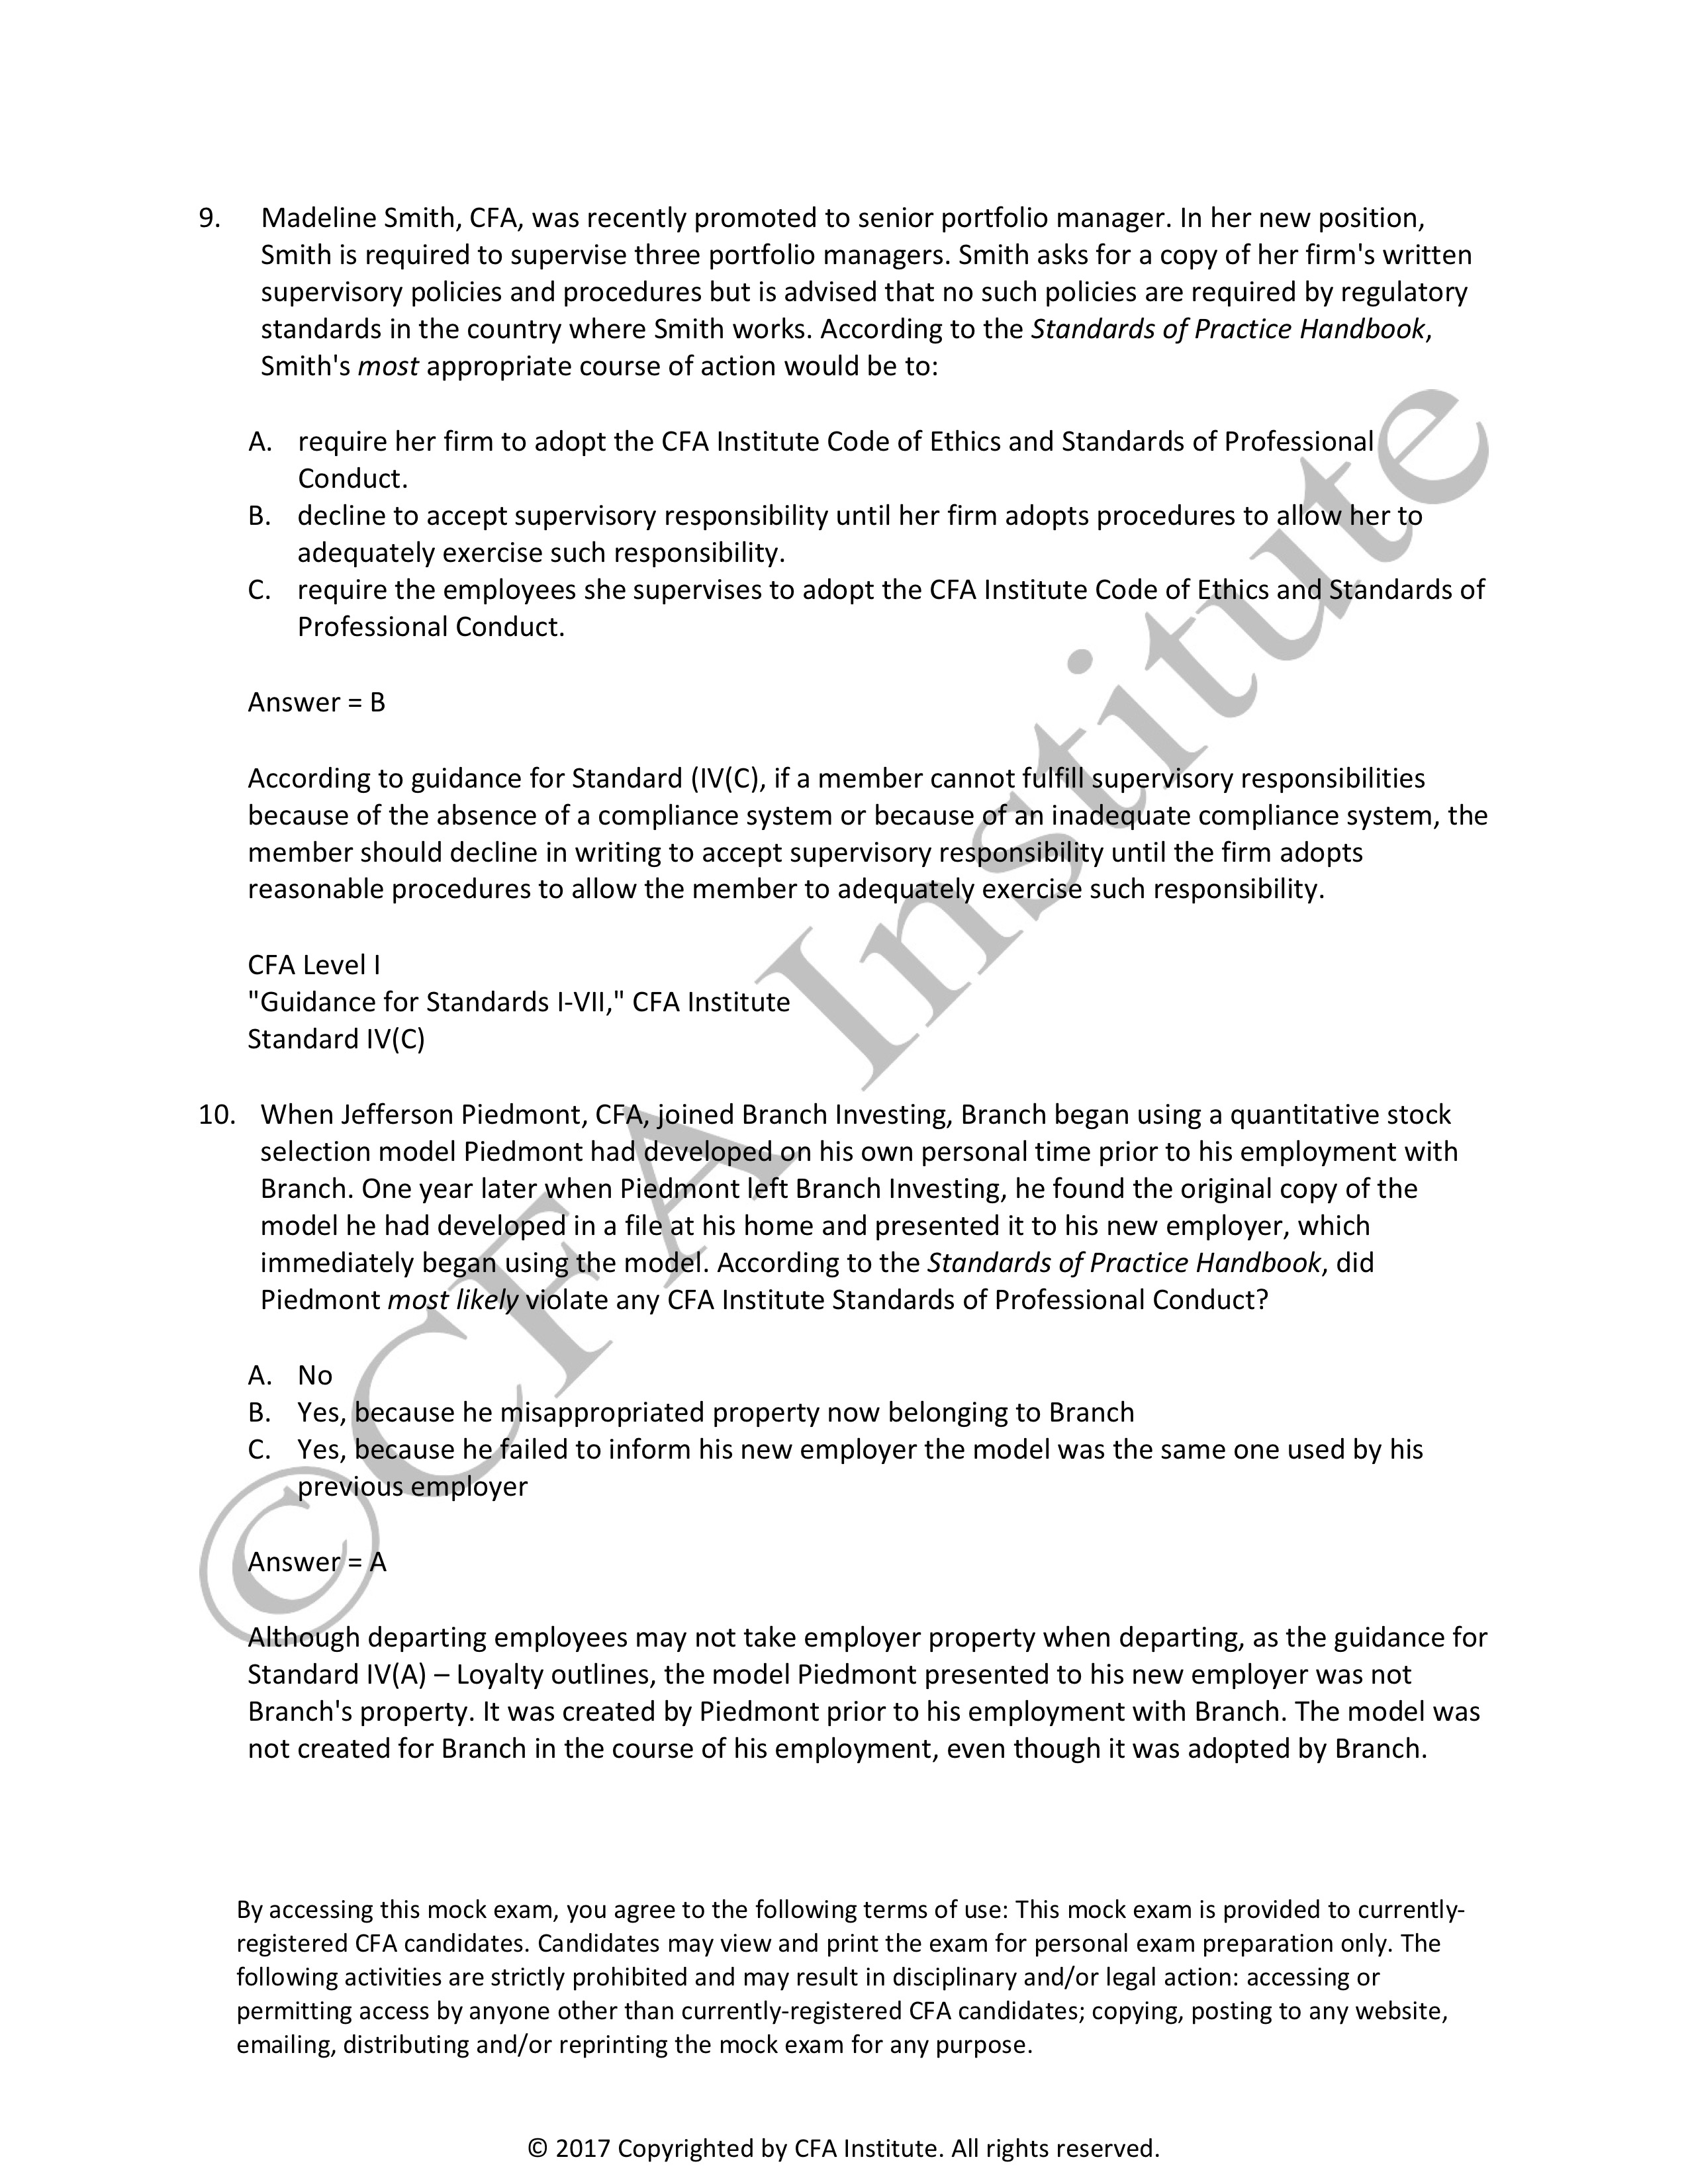 9. Madeline Smith, CFA, was recently promoted to senior portfolio manager. In her new position,
Smith is required to supervise three portfolio managers. Smith asks for a copy of her firm's written
supervisory policies and procedures but is advised that no such policies are required by regulatory
standards in the country where Smith works. According to the Standards of Practice Handbook,
Smith's most appropriate course of action would be to:
A. require her firm to adopt the CFA Institute Code of Ethics and Standards of Professional
Conduct.
B. decline to accept supervisory responsibility until her firm adopts procedures to allow her to
adequately exercise such responsibility.
C. require the employees she supervises to adopt the CFA Institute Code of Ethics and Standards of
Professional Conduct.
Answer = B
According to guidance for Standard (IV(C), if a member cannot fulfill supervisory responsibilities
because of the absence of a compliance system or because of an inadequate compliance system, the
member should decline in writing to accept supervisory responsibility until the firm adopts
reasonable procedures to allow the member to adequately exercise such responsibility.
CFA Level I
"Guidance for Standards I-VII," CFA Institute
Standard IV(C)
10. When Jefferson Piedmont, CFA, joined Branch Investing, Branch began using a quantitative stock
selection model Piedmont had developed on his own personal time prior to his employment with
Branch. One year later when Piedmont left Branch Investing, he found the original copy of the
model he had developed in a file at his home and presented it to his new employer, which
immediately began using the model. According to the Standards of Practice Handbook, did
Piedmont most likely violate any CFA Institute Standards of Professional Conduct?
A. No
B. Yes, because he misappropriated property now belonging to Branch
C. Yes, because he failed to inform his new employer the model was the same one used by his
previous employer
Answer = A
Although departing employees may not take employer property when departing, as the guidance for
Standard IV(A) – Loyalty outlines, the model Piedmont presented to his new employer was not
Branch's property. It was created by Piedmont prior to his employment with Branch. The model was
not created for Branch in the course of his employment, even though it was adopted by Branch.
By accessing this mock exam, you agree to the following terms of use: This mock exam is provided to currently-
registered CFA candidates. Candidates may view and print the exam for personal exam preparation only. The
following activities are strictly prohibited and may result in disciplinary and/or legal action: accessing or
permitting access by anyone other than currently-registered CFA candidates; copying, posting to any website,
emailing, distributing and/or reprinting the mock exam for any purpose.
© 2017 Copyrighted by CFA Institute. All rights reserved.
© CFA Institute